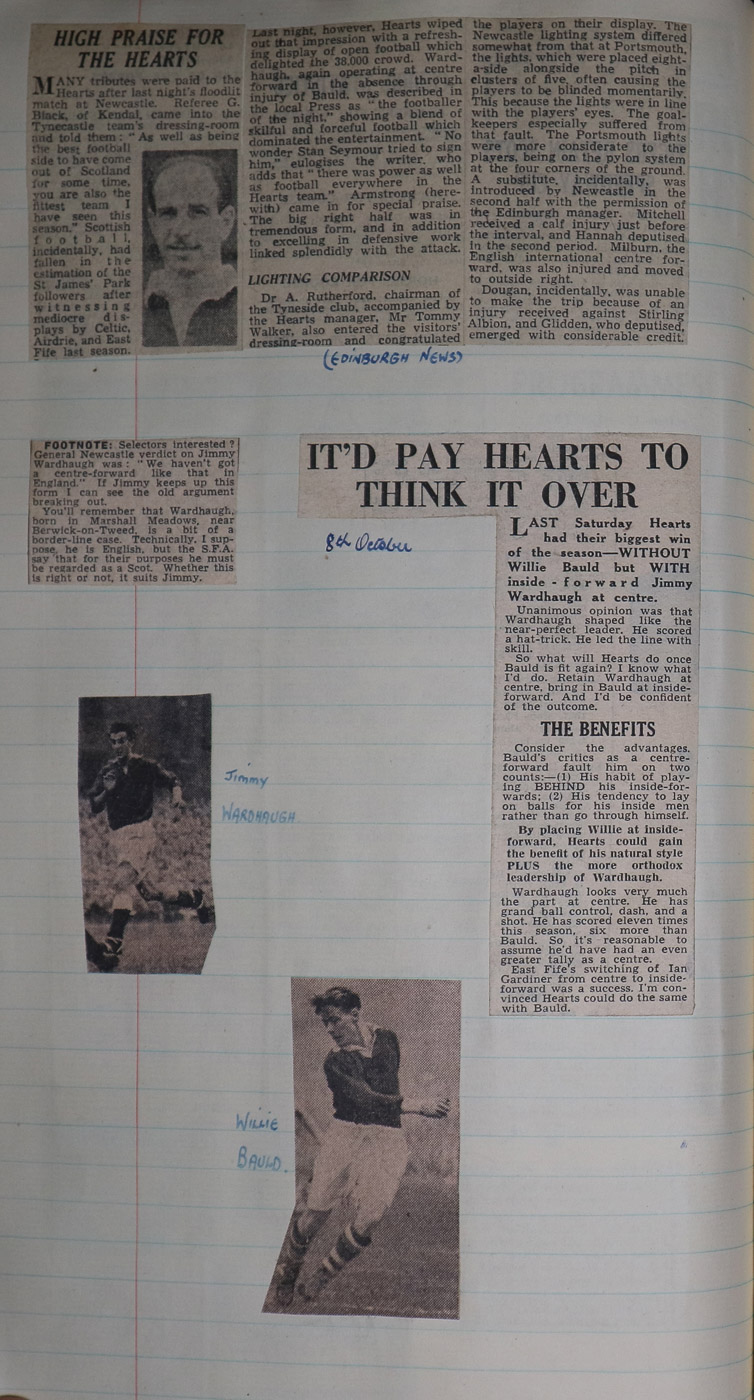 HIGH PRAISE FOR
THE HEARTS
MANY tributes were paid to the
Hearts after last night's floodlit
match at Newcastle. Referee G.
Black, of Kendal, came into the
Tynecastle team's dressing-room
and told them: "As well as being
the best football
side to have come
out of Scotland
for some time,
you are also the
fittest team I
have seen this
season." Scottish
football,
incidentally, had
fallen in the
estimation of the
St James' Park
followers after
witnessing
mediocre dis-
plays by Celtic,
Airdrie, and East
Fife last season.
Last night, however, Hearts wiped
out that impression with a refresh-
ing display of open football which
delighted the 38,000 crowd. Ward-
haugh, again operating at centre
forward in the absence through
injury of Bauld, was described in
the local Press as "the footballer
of the night," showing a blend of
skilful and forceful football which
dominated the entertainment. "No
wonder Stan Seymour tried to sign
him," eulogises the writer, who
adds that "there was power as well
as football everywhere in the
Hearts team." Armstrong (here-
with) came in for special praise.
The big right half was in
tremendous form, and in addition
to excelling in defensive work
linked splendidly with the attack.
LIGHTING COMPARISON
Dr A. Rutherford, chairman of
the Tyneside club, accompanied by
the Hearts manager, Mr Tommy
Walker, also entered the visitors'
dressing-room and congratulated
the players on their display. The
Newcastle lighting system differed
somewhat from that at Portsmouth,
the lights, which were placed eight-
a-side alongside the pitch in
clusters of five, often causing the
players to be blinded momentarily.
This because the lights were in line
with the players' eyes. The goal-
keepers especially suffered from
that fault. The Portsmouth lights
were more considerate to the
players, being on the pylon system
at the four corners of the ground.
A substitute, incidentally, was
introduced by Newcastle in the
second half with the permission of
the Edinburgh manager. Mitchell
received a calf injury just before
the interval, and Hannah deputised
in the second period. Milburn, the
English international centre for-
ward, was also injured and moved
to outside right.
Dougan, incidentally, was unable
to make the trip because of an
injury received against Stirling
Albion, and Glidden, who deputised,
emerged with considerable credit.
(EDINBURGH NEWS)
FOOTNOTE: Selectors interested?
General Newcastle verdict on Jimmy
Wardhaugh was: "We haven't got
a centre-forward like that in
England." If Jimmy keeps up this
form I can see the old argument
breaking out.
You'll remember that Wardhaugh,
born in Marshall Meadows, near
Berwick-on-Tweed, is a bit of a
border-line case. Technically, I sup-
pose, he is English, but the S.F.A.
say that for their purposes he must
be regarded as a Scot. Whether this
is right or not, it suits Jimmy.
IT'D PAY HEARTS TO
THINK IT OVER
8th October
LAST Saturday Hearts
had their biggest win
of the season—WITHOUT
Willie Bauld but WITH
inside-forward Jimmy
Wardhaugh at centre.
Unanimous opinion was that
Wardhaugh shaped like the
near-perfect leader. He scored
a hat-trick. He led the line with
skill.
So what will Hearts do once
Bauld is fit again? I know what
I'd do. Retain Wardhaugh at
centre, bring in Bauld at inside-
forward. And I'd be confident
of the outcome.
THE BENEFITS
Consider the advantages.
Bauld's critics as a centre-
forward fault him on two
counts:—(1) His habit of play-
ing BEHIND his inside-for-
wards; (2) His tendency to lay
on balls for his inside men
rather than go through himself.
By placing Willie at inside-
forward, Hearts could gain
the benefit of his natural style
PLUS the more orthodox
leadership of Wardhaugh.
Wardhaugh looks very much
the part at centre. He has
grand ball control, dash, and a
shot. He has scored eleven times
this season, six more than
Bauld. So it's reasonable to
assume he'd have had an even
greater tally as a centre.
East Fife's switching of Ian
Gardiner from centre to inside-
forward was a success. I'm con-
vinced Hearts could do the same
with Bauld.
Jimmy
WARDHAUGH
WILLIE
BAULD.